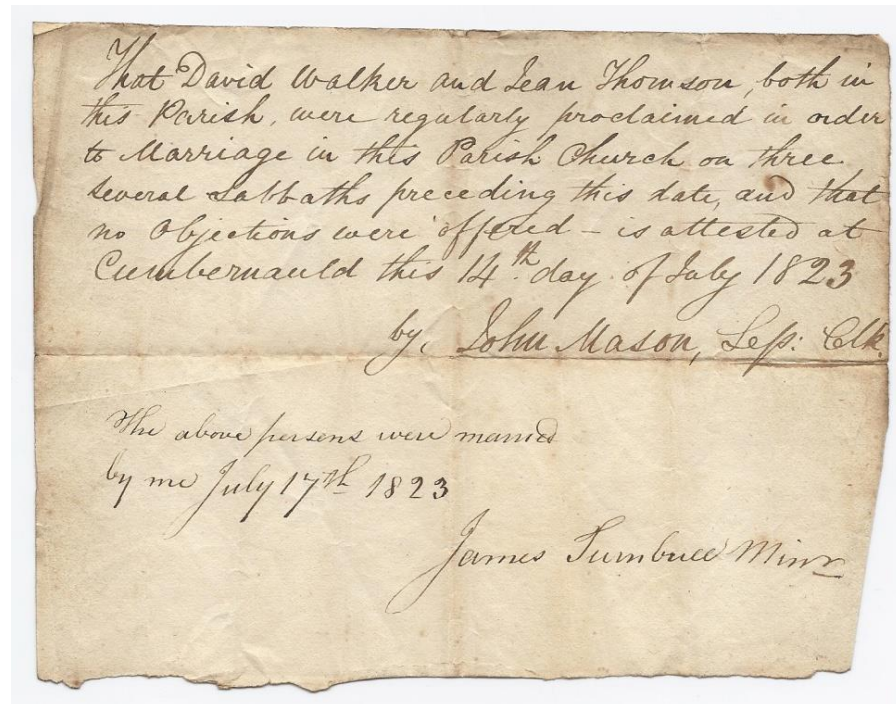 That David Walker and Jean Thomson, both in
this Parish, were regularly proclaimed in order
to Marriage in this Parish Church on three
several Sabbaths preceding this date, and that
no Objections were offered – is attested at
Cumbernauld this 14th day of July 1823
by, John Mason, Sess: Clk.
The above persons were married
by me July 17th 1823
James Turnbull Minr